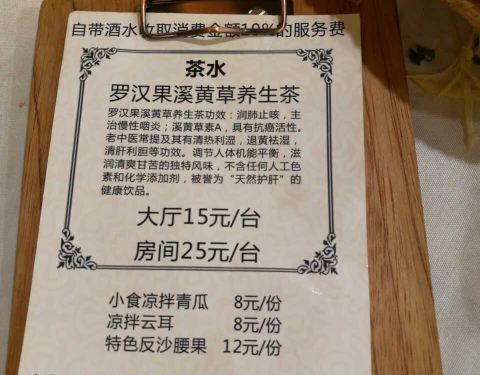 自带酒水收取消费金额10%的服务费
茶水
罗汉果溪黄草养生茶
罗汉果溪黄草养生茶功效：润肺止咳，主
治慢性咽炎；溪黄草素A，具有抗癌活性。
老中医常提及其有清热利湿，退黄祛湿，
清肝利胆等功效。调节人体机能平衡，滋
润清爽甘苦的独特风味，不含任何人工色
素和化学添加剂，被誉为“天然护肝”的
健康饮品。
大厅15元/台
房间25元/台
小食凉拌青瓜 8元/份
凉拌云耳 8元/份
特色反沙腰果 12元/份